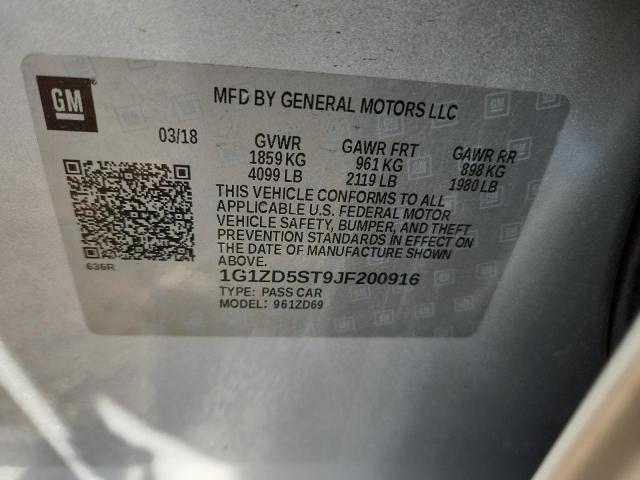 GM
MFD BY GENERAL MOTORS LLC
03/18
GVWR
1859 KG
4099 LB
GAWR FRT
961 KG
2119 LB
GAWR RR
898 KG
1980 LB
THIS VEHICLE CONFORMS TO ALL
APPLICABLE U.S. FEDERAL MOTOR
VEHICLE SAFETY, BUMPER, AND THEFT
PREVENTION STANDARDS IN EFFECT ON
THE DATE OF MANUFACTURE SHOWN
ABOVE.
636R
1G1ZD5ST9JF200916
TYPE: PASS CAR
MODEL: 961ZD69